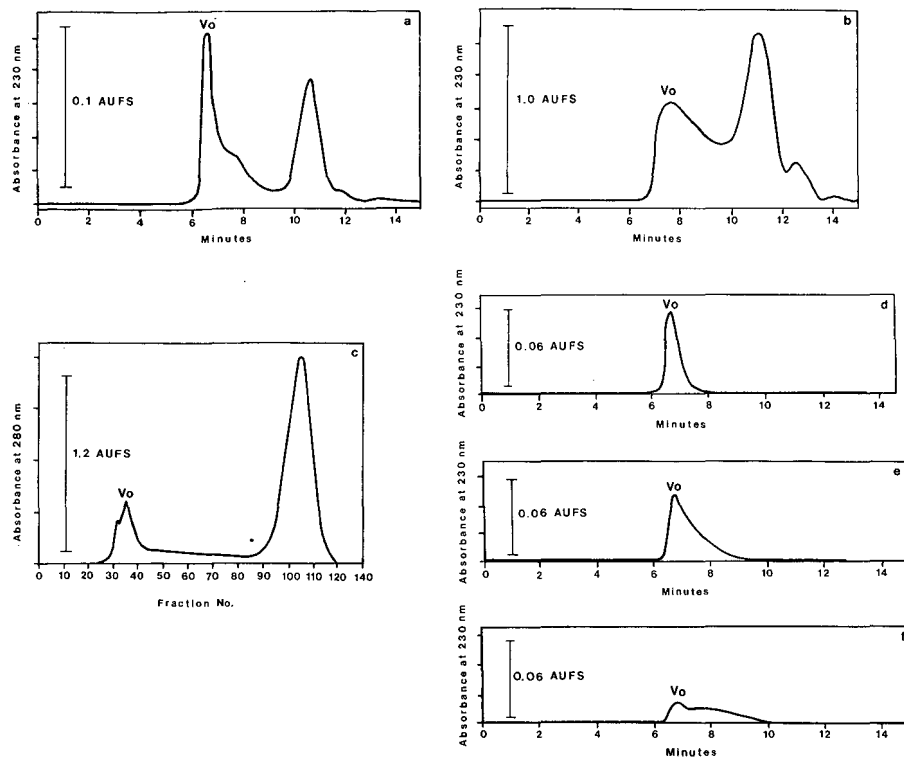 a
Vo
0.1 AUFS
Absorbance at 230 nm
0 2 4 6 8 10 12 14
Minutes
b
Vo
1.0 AUFS
Absorbance at 230 nm
0 2 4 6 8 10 12 14
Minutes
c
Vo
1.2 AUFS
Absorbance at 280 nm
0 10 20 30 40 50 60 70 80 90 100 110 120 130 140
Fraction No.
d
Vo
0.06 AUFS
Absorbance at 230 nm
0 2 4 6 8 10 12 14
Minutes
e
Vo
0.06 AUFS
Absorbance at 230 nm
0 2 4 6 8 10 12 14
Minutes
f
Vo
0.06 AUFS
Absorbance at 230 nm
0 2 4 6 8 10 12 14
Minutes